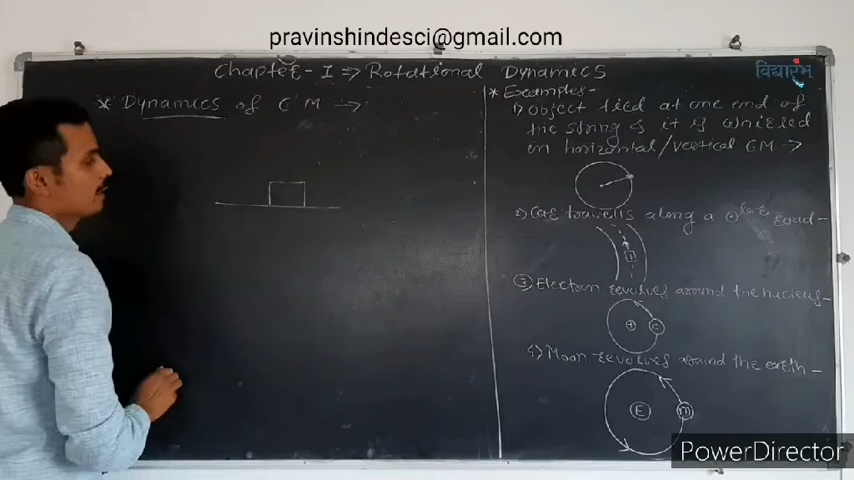 pravinshindesci@gmail.com
Chapter - I ⇒ Rotational Dynamics
विद्यारंभ
* Dynamics of CM →
* Examples -
1) Object tied at one end of
the string & it is whirled
in horizontal/vertical CM →
2) Car travells along a road -
3) Electron revolves around the nucleus -
+ e
4) Moon revolves around the earth -
E m
PowerDirector